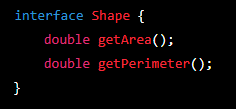 interface Shape {
    double getArea();
    double getPerimeter();
}